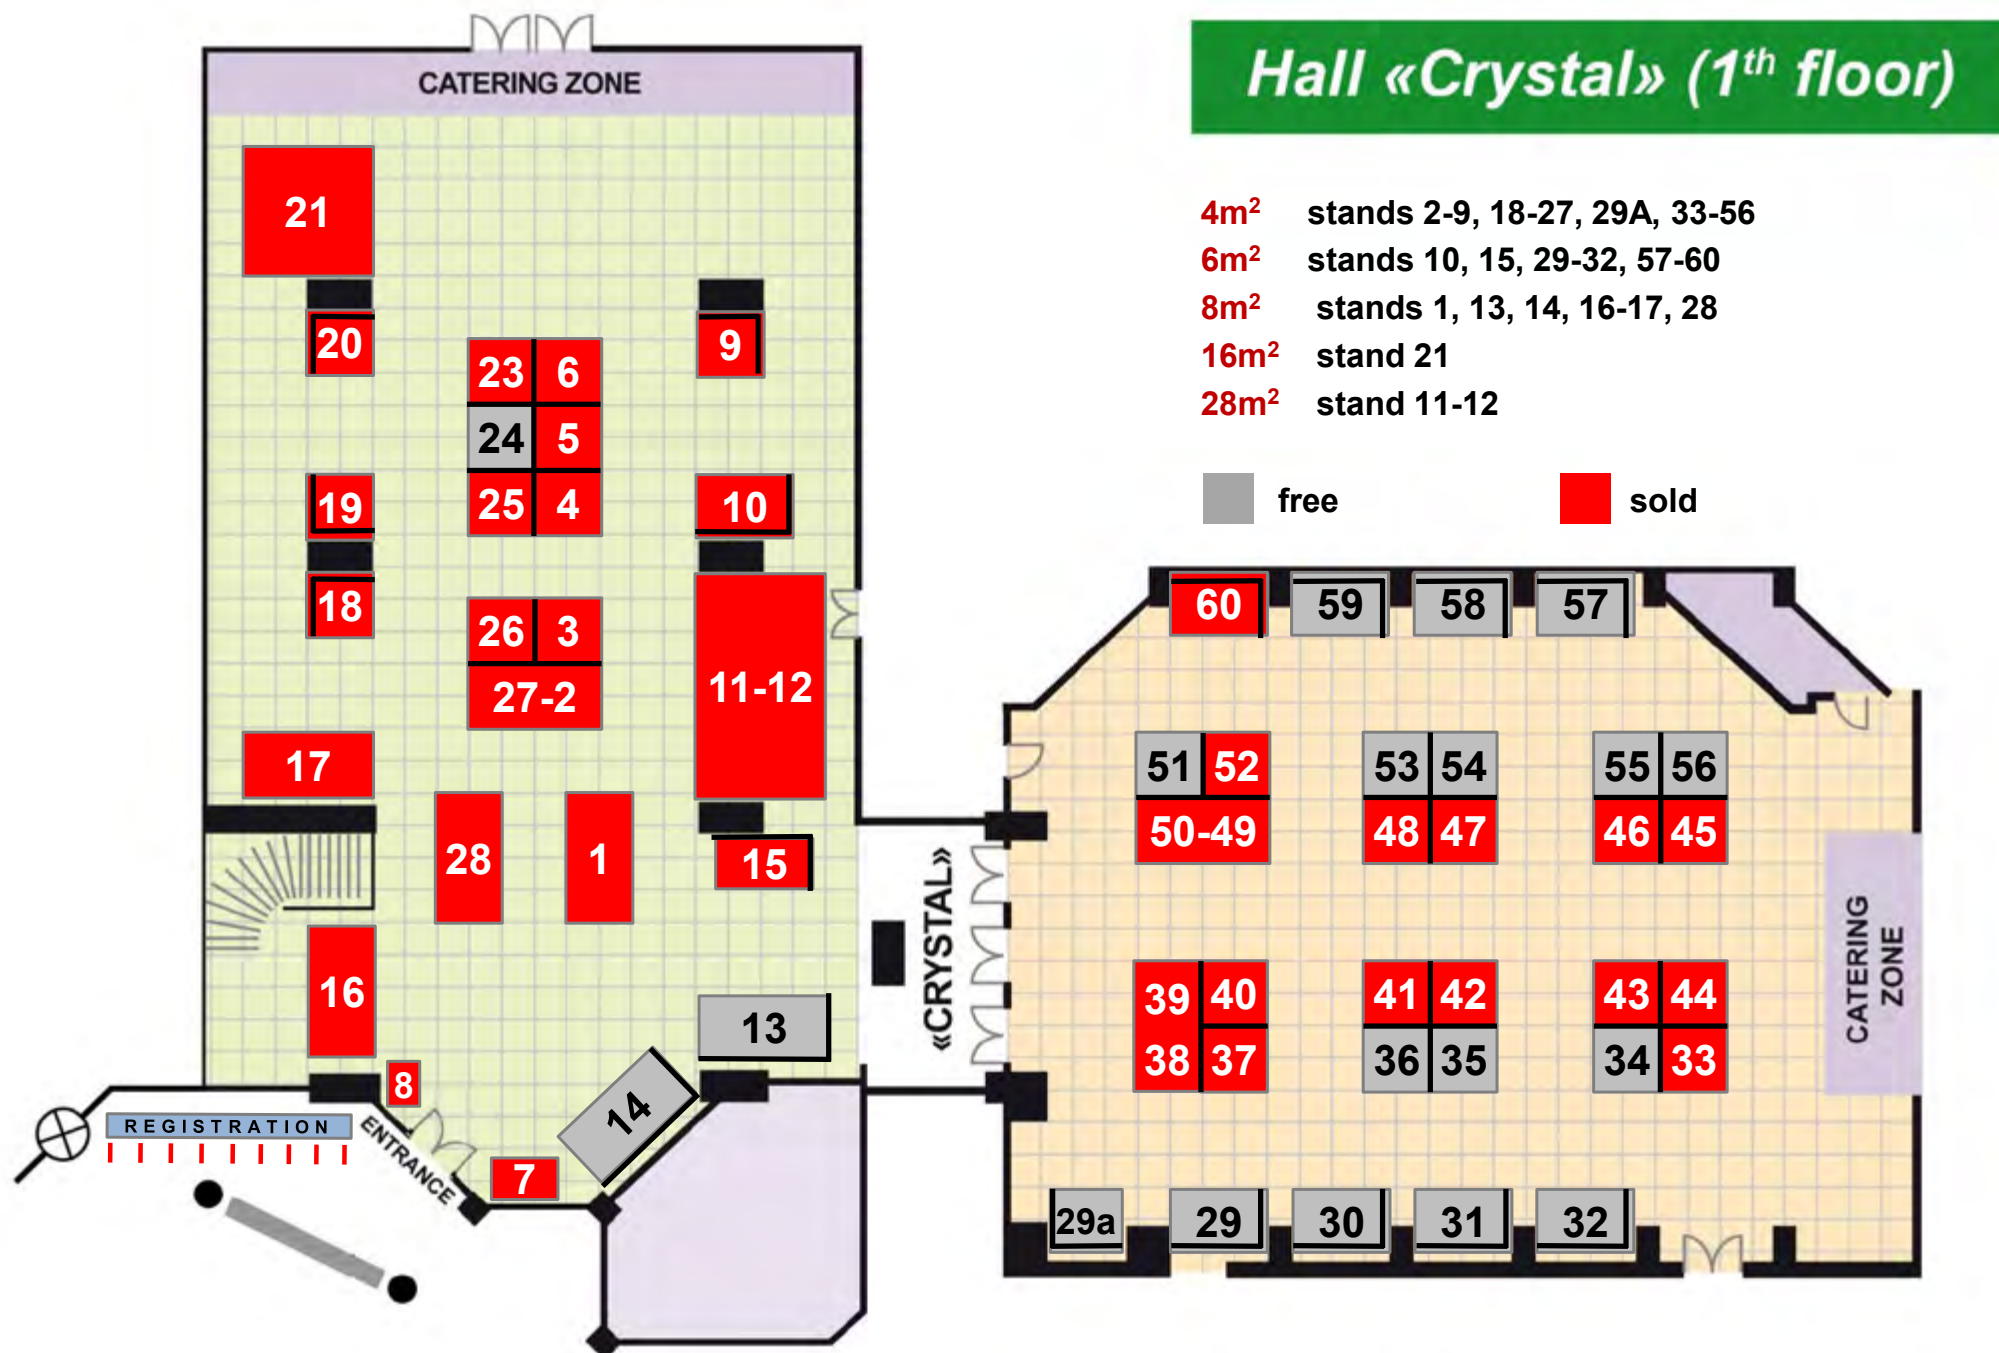 Hall «Crystal» (1th floor)
4m² stands 2-9, 18-27, 29A, 33-56
6m² stands 10, 15, 29-32, 57-60
8m² stands 1, 13, 14, 16-17, 28
16m² stand 21
28m² stand 11-12
free sold
CATERING ZONE
21
20
9
23 6
24 5
25 4
19
10
18
26 3
27-2
11-12
17
28
1
15
16
13
8
14
7
REGISTRATION
ENTRANCE
«CRYSTAL»
60 59 58 57
51 52 53 54 55 56
50-49 48 47 46 45
39 40 41 42 43 44
38 37 36 35 34 33
29a 29 30 31 32
CATERING
ZONE